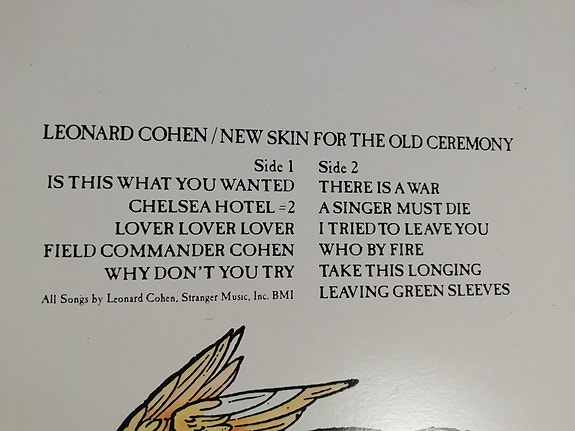 LEONARD COHEN / NEW SKIN FOR THE OLD CEREMONY
Side 1
IS THIS WHAT YOU WANTED
CHELSEA HOTEL =2
LOVER LOVER LOVER
FIELD COMMANDER COHEN
WHY DON'T YOU TRY
All Songs by Leonard Cohen, Stranger Music, Inc. BMI
Side 2
THERE IS A WAR
A SINGER MUST DIE
I TRIED TO LEAVE YOU
WHO BY FIRE
TAKE THIS LONGING
LEAVING GREEN SLEEVES